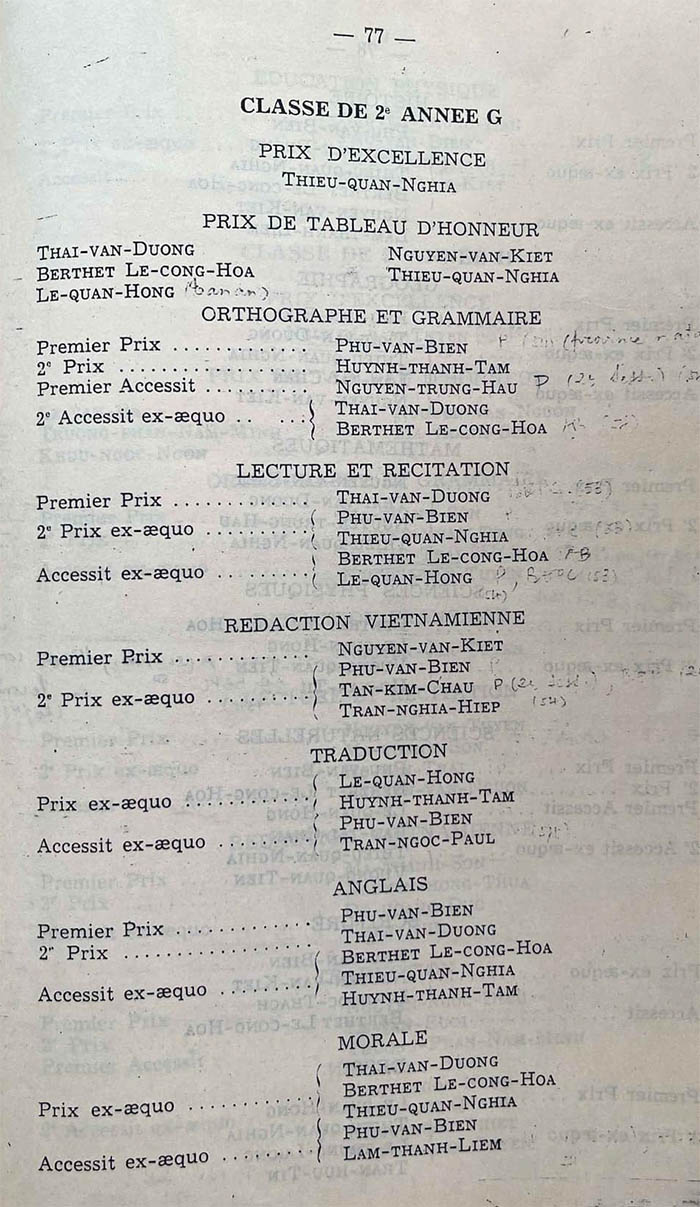 — 77 —
CLASSE DE 2e ANNEE G
PRIX D'EXCELLENCE
THIEU-QUAN-NGHIA
PRIX DE TABLEAU D'HONNEUR
THAI-VAN-DUONG NGUYEN-VAN-KIET
BERTHET LE-CONG-HOA THIEU-QUAN-NGHIA
LE-QUAN-HONG
ORTHOGRAPHE ET GRAMMAIRE
Premier Prix . . . . . . . . . . . . PHU-VAN-BIEN
2e Prix . . . . . . . . . . . . . . . . HUYNH-THANH-TAM
Premier Accessit . . . . . . . . . NGUYEN-TRUNG-HAU
2e Accessit ex-æquo . . . . . . THAI-VAN-DUONG
BERTHET LE-CONG-HOA
LECTURE ET RECITATION
Premier Prix . . . . . . . . . . . . THAI-VAN-DUONG (53)
2e Prix ex-æquo . . . . . . . . . PHU-VAN-BIEN
THIEU-QUAN-NGHIA
Accessit ex-æquo . . . . . . . . BERTHET LE-CONG-HOA
LE-QUAN-HONG
REDACTION VIETNAMIENNE
Premier Prix . . . . . . . . . . . . NGUYEN-VAN-KIET
2e Prix ex-æquo . . . . . . . . . PHU-VAN-BIEN
TAN-KIM-CHAU
TRAN-NGHIA-HIEP (54)
TRADUCTION
Prix ex-æquo . . . . . . . . . . . LE-QUAN-HONG
HUYNH-THANH-TAM
Accessit ex-æquo . . . . . . . . PHU-VAN-BIEN
TRAN-NGOC-PAUL
ANGLAIS
Premier Prix . . . . . . . . . . . . PHU-VAN-BIEN
2e Prix . . . . . . . . . . . . . . . . THAI-VAN-DUONG
BERTHET LE-CONG-HOA
Accessit ex-æquo . . . . . . . . THIEU-QUAN-NGHIA
HUYNH-THANH-TAM
MORALE
THAI-VAN-DUONG
BERTHET LE-CONG-HOA
Prix ex-æquo . . . . . . . . . . . THIEU-QUAN-NGHIA
PHU-VAN-BIEN
Accessit ex-æquo . . . . . . . . LAM-THANH-LIEM